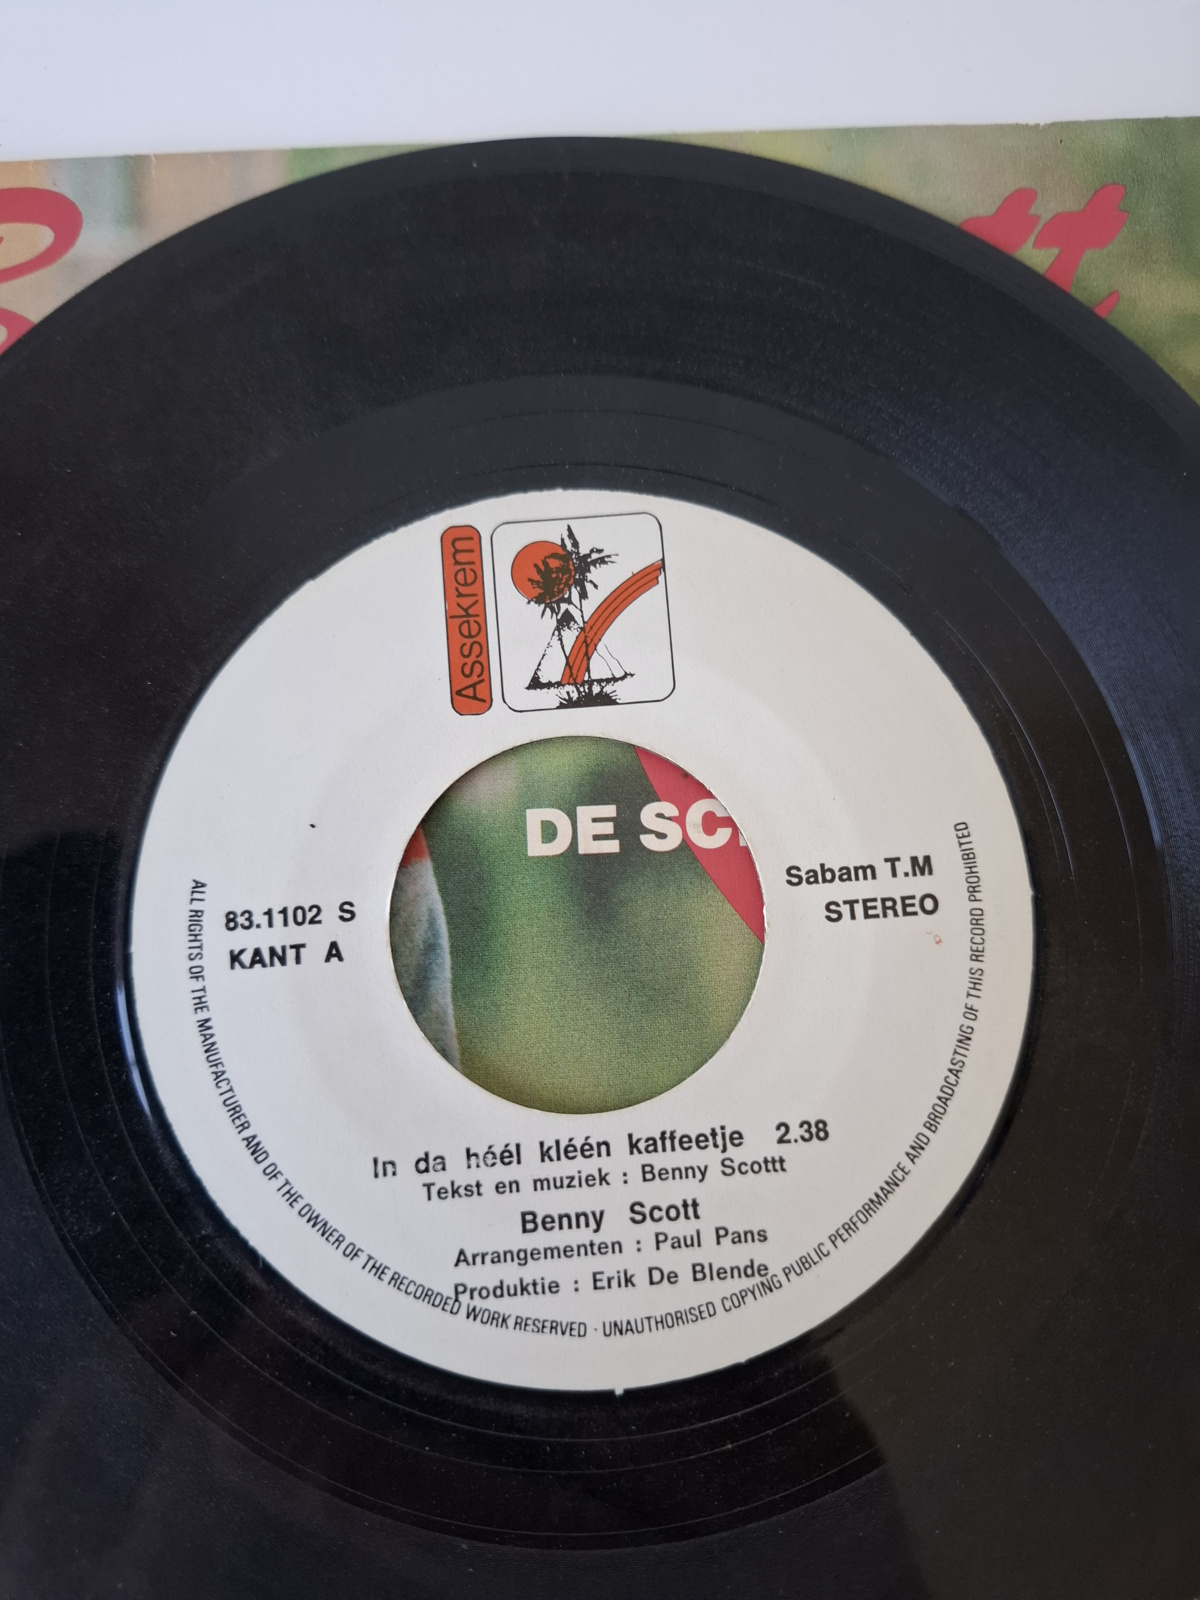 tt
Assekrem
DE SC
Sabam T.M
STEREO
83.1102 S
KANT A
In da héél kléén kaffeetje 2.38
Tekst en muziek : Benny Scottt
Benny Scott
Arrangementen : Paul Pans
Produktie : Erik De Blende
ALL RIGHTS OF THE MANUFACTURER AND OF THE OWNER OF THE RECORDED WORK RESERVED · UNAUTHORISED COPYING PUBLIC PERFORMANCE AND BROADCASTING OF THIS RECORD PROHIBITED